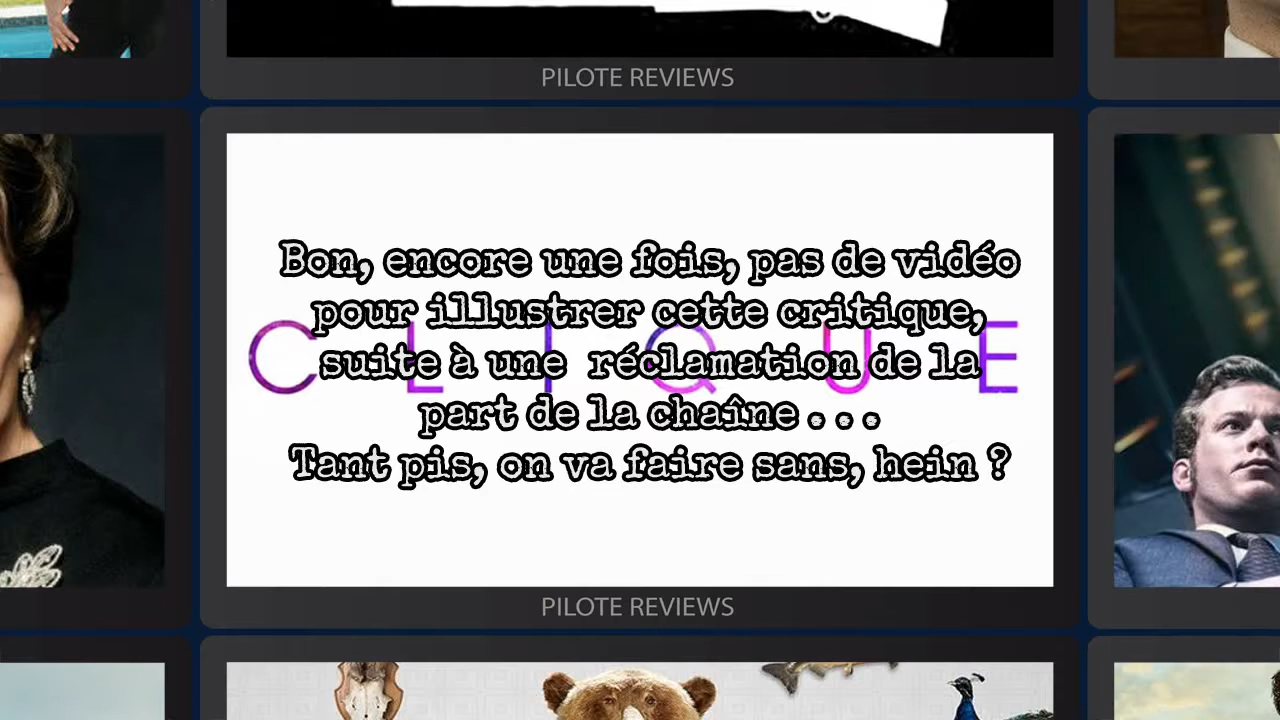 PILOTE REVIEWS
Bon, encore une fois, pas de vidéo
pour illustrer cette critique,
CLIQUE
suite à une réclamation de la
part de la chaîne . . .
Tant pis, on va faire sans, hein ?
PILOTE REVIEWS